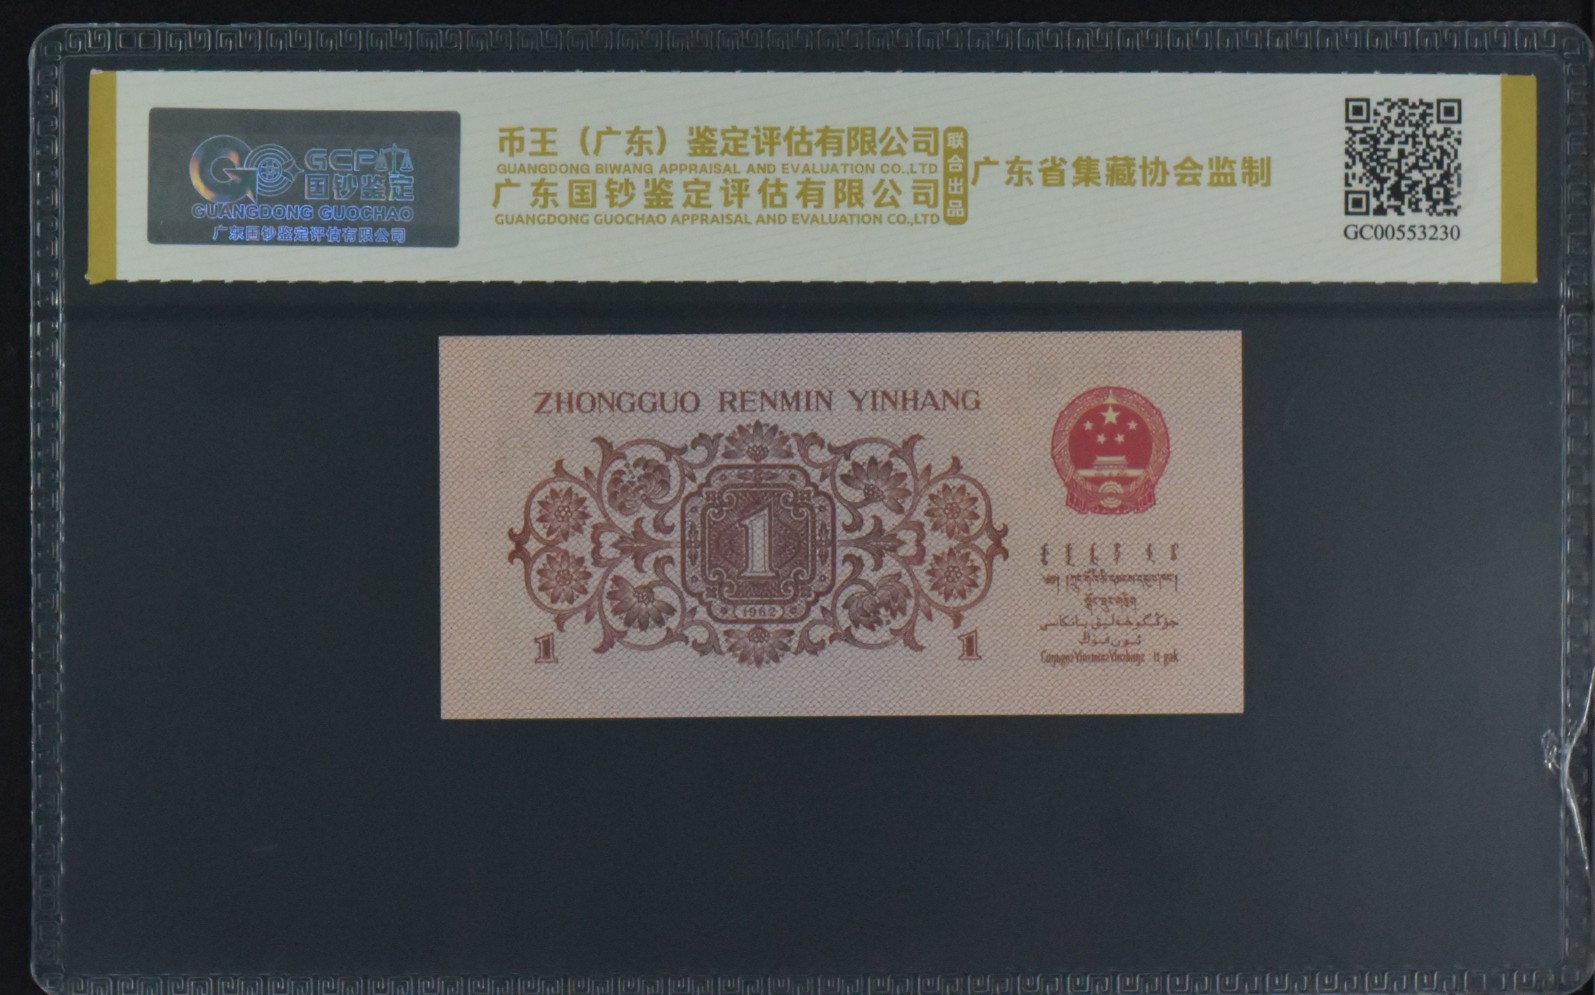 GCP
国钞鉴定
GUANGDONG GUOCHAO
广东国钞鉴定评估有限公司
币王（广东）鉴定评估有限公司
GUANGDONG BIWANG APPRAISAL AND EVALUATION CO.,LTD
广东国钞鉴定评估有限公司
GUANGDONG GUOCHAO APPRAISAL AND EVALUATION CO.,LTD
联合出品
广东省集藏协会监制
GC00553230
ZHONGGUO RENMIN YINHANG
1
(1962)
1
1